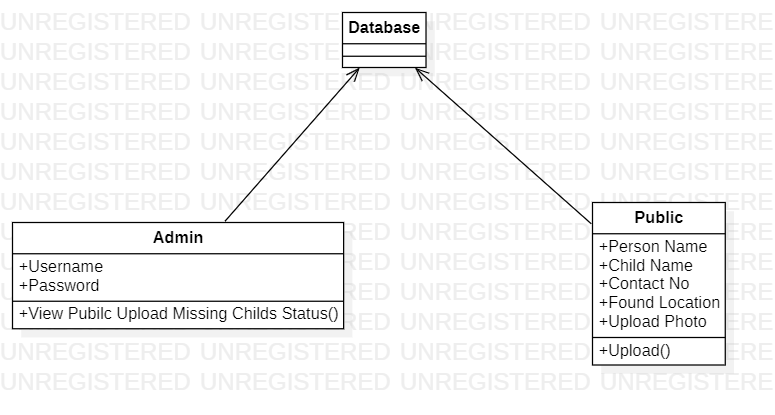 UNREGISTERED UNREGISTERED UNREGISTERED
Database
Admin
+Username
+Password
+View Pubilc Upload Missing Childs Status()
Public
+Person Name
+Child Name
+Contact No
+Found Location
+Upload Photo
+Upload()